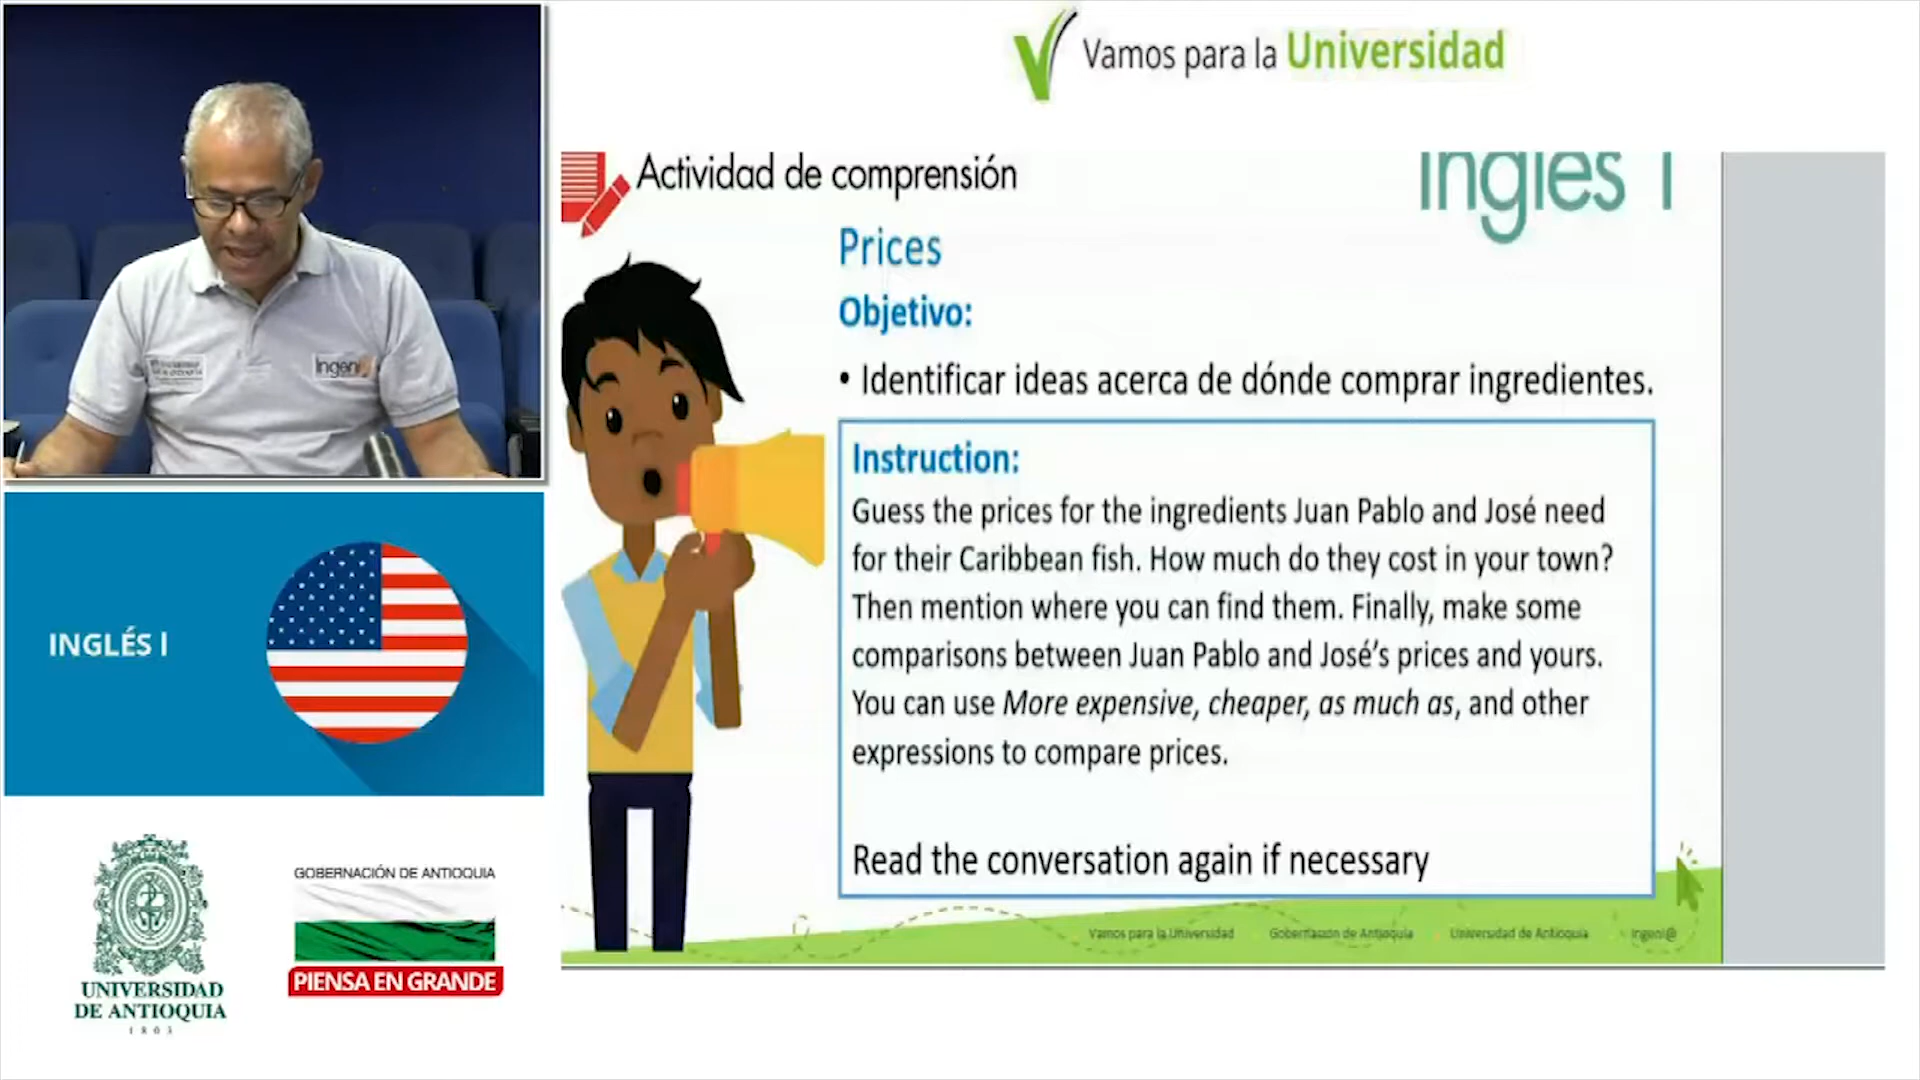 Vamos para la Universidad
Actividad de comprensión
Inglés I
Prices
Objetivo:
• Identificar ideas acerca de dónde comprar ingredientes.
Instruction:
Guess the prices for the ingredients Juan Pablo and José need
for their Caribbean fish. How much do they cost in your town?
Then mention where you can find them. Finally, make some
comparisons between Juan Pablo and José's prices and yours.
You can use More expensive, cheaper, as much as, and other
expressions to compare prices.
Read the conversation again if necessary
Vamos para la Universidad Gobernación de Antioquia Universidad de Antioquia Ingeni@
Ingeni@
INGLÉS I
UNIVERSIDAD
DE ANTIOQUIA
1803
GOBERNACIÓN DE ANTIOQUIA
PIENSA EN GRANDE